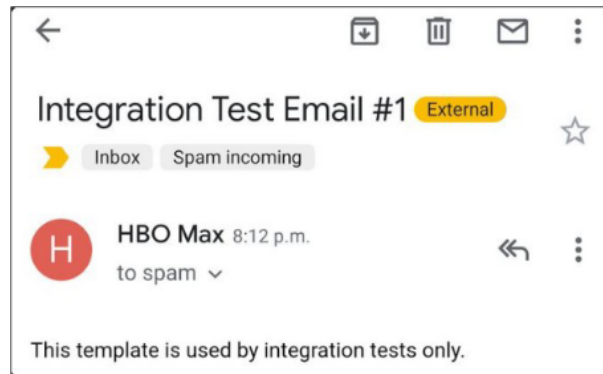 Integration Test Email #1 External
Inbox Spam incoming
H HBO Max 8:12 p.m.
to spam
This template is used by integration tests only.